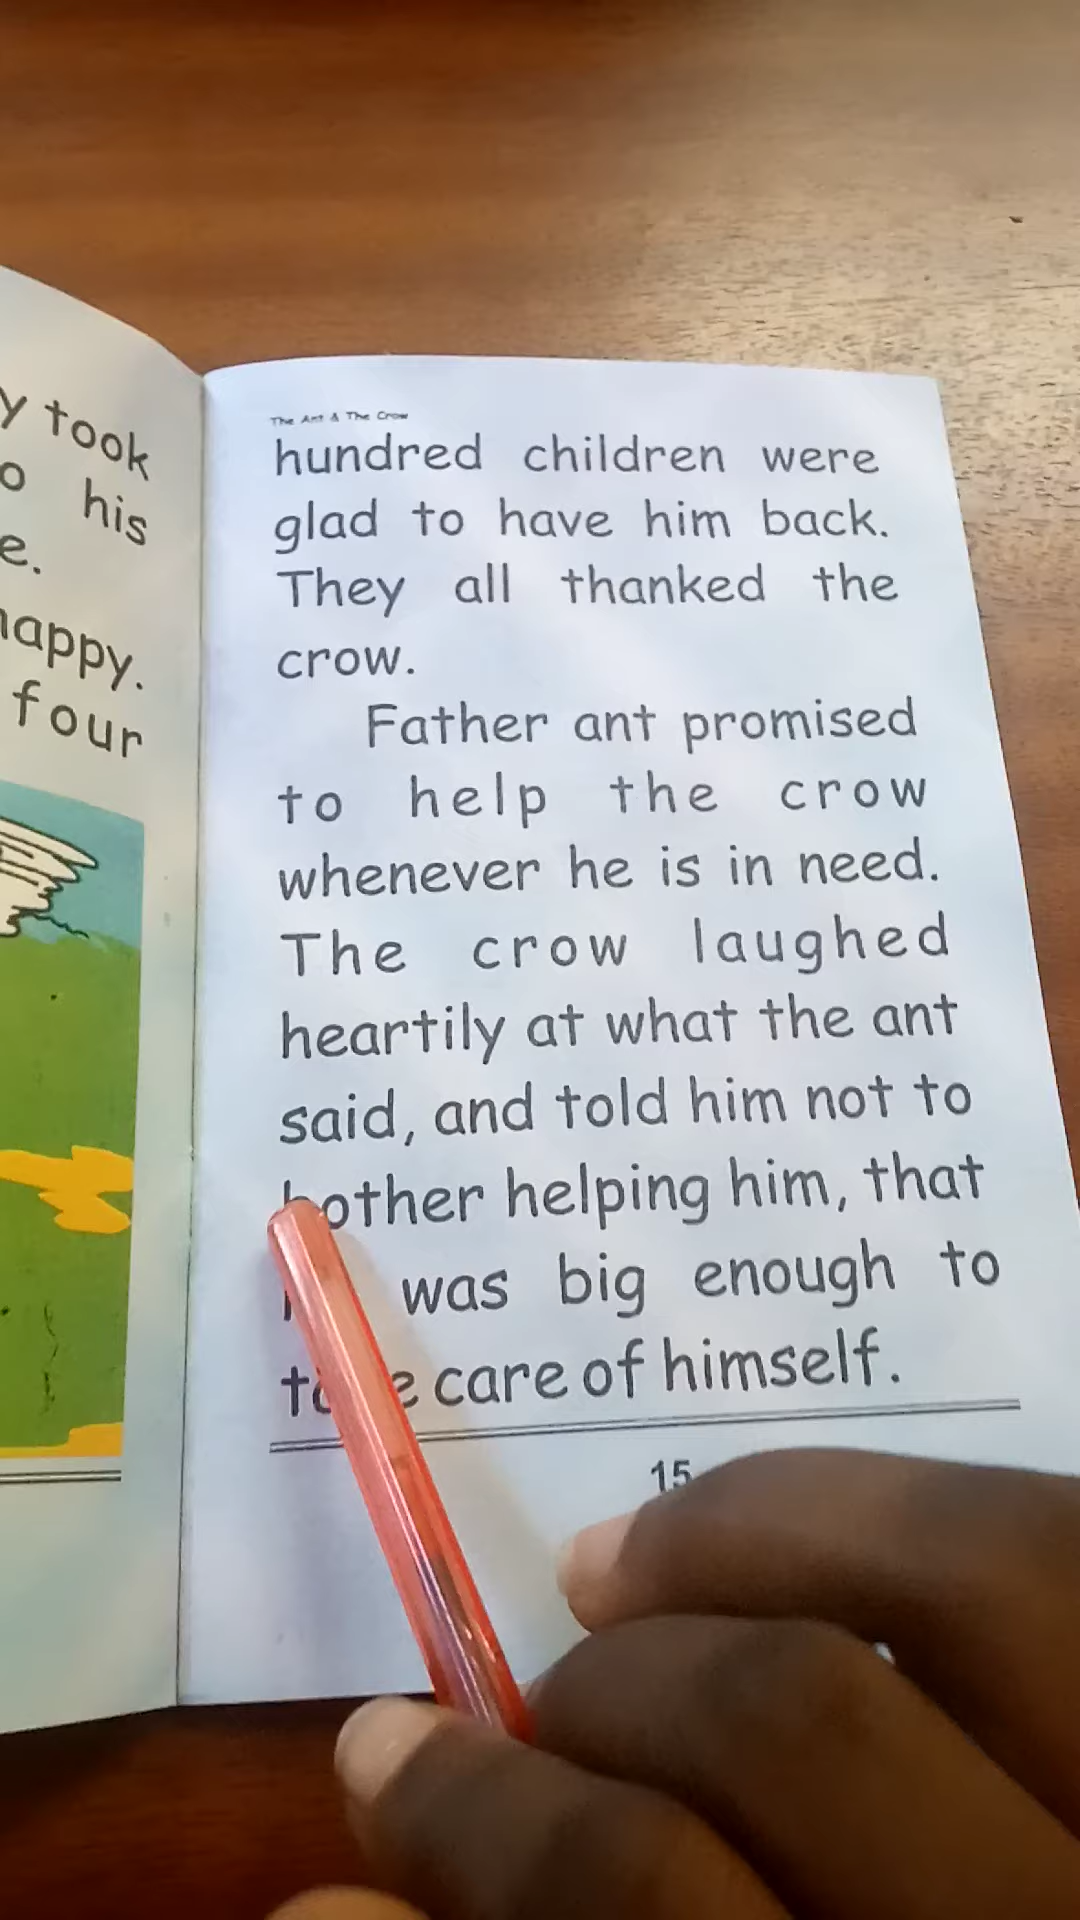 y took
o his
e.
happy.
four
The Ant & The Crow
hundred children were
glad to have him back.
They all thanked the
crow.
Father ant promised
to help the crow
whenever he is in need.
The crow laughed
heartily at what the ant
said, and told him not to
bother helping him, that
was big enough to
care of himself.
15